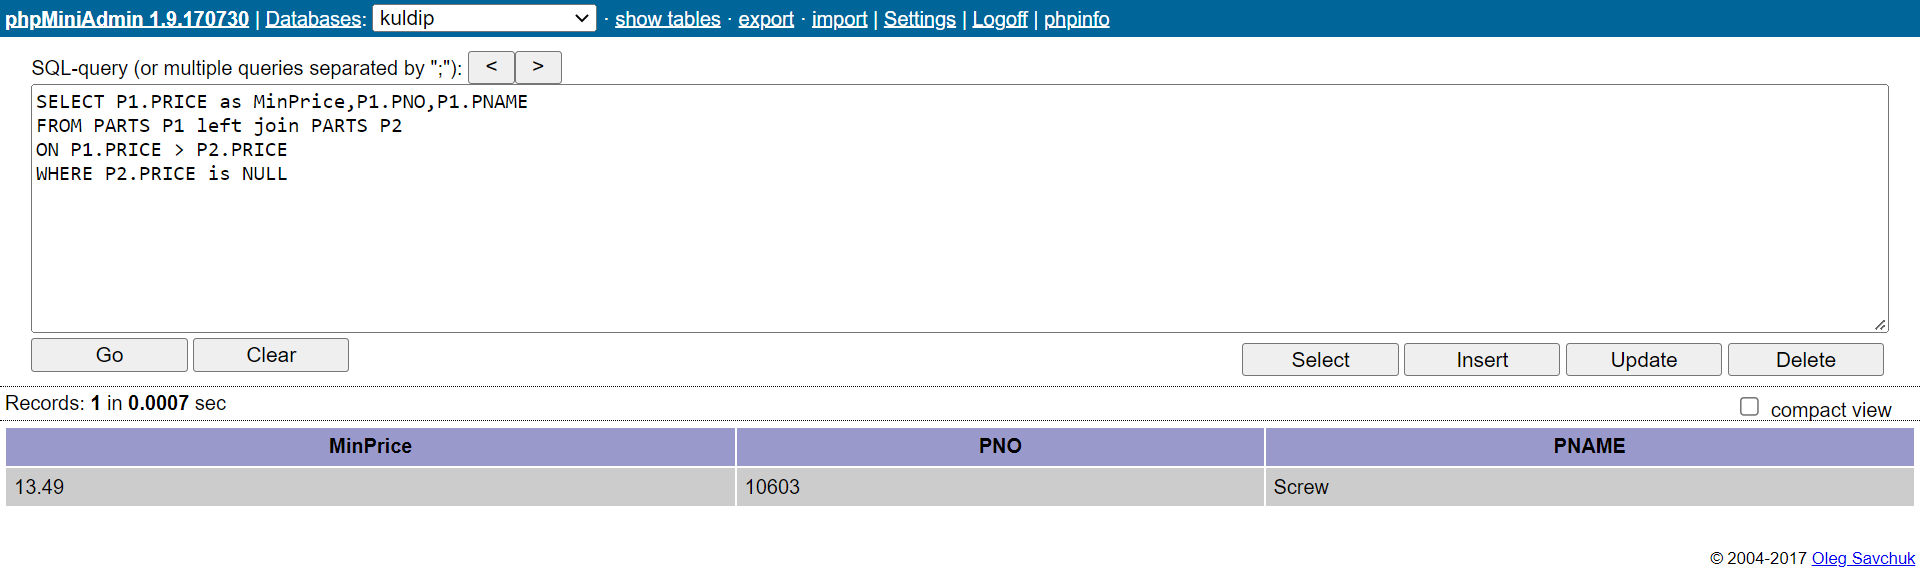 phpMiniAdmin 1.9.170730 | Databases: kuldip · show tables · export · import | Settings | Logoff | phpinfo
SQL-query (or multiple queries separated by ";"): < >
SELECT P1.PRICE as MinPrice,P1.PNO,P1.PNAME
FROM PARTS P1 left join PARTS P2
ON P1.PRICE > P2.PRICE
WHERE P2.PRICE is NULL
Go Clear Select Insert Update Delete
Records: 1 in 0.0007 sec compact view
MinPrice PNO PNAME
13.49 10603 Screw
© 2004-2017 Oleg Savchuk